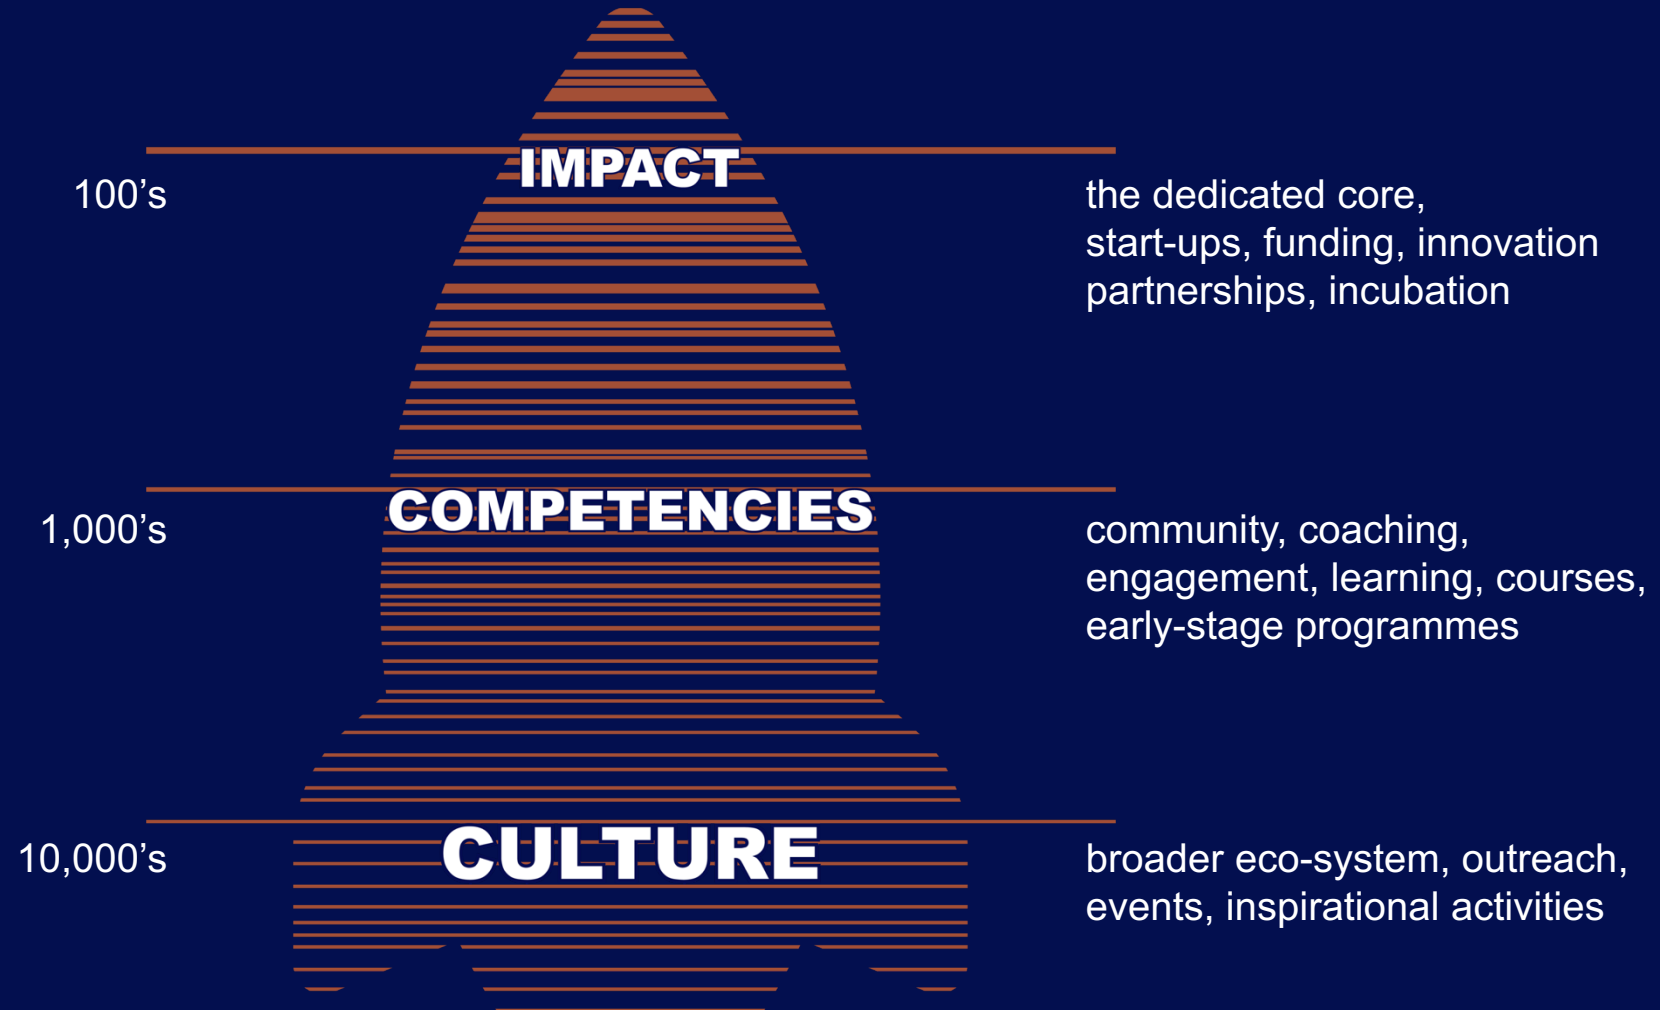 IMPACT
100’s
the dedicated core,
start-ups, funding, innovation
partnerships, incubation
COMPETENCIES
1,000’s
community, coaching,
engagement, learning, courses,
early-stage programmes
CULTURE
10,000’s
broader eco-system, outreach,
events, inspirational activities